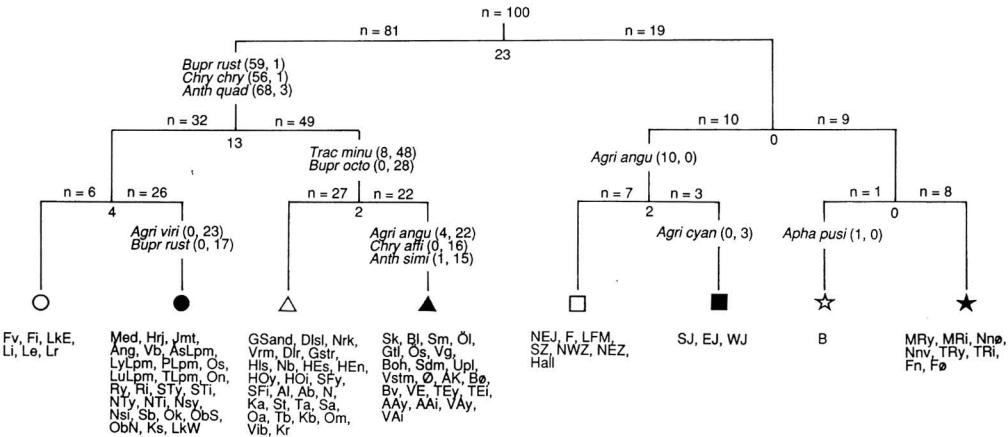 n = 100
n = 81
n = 19
23
Bupr rust (59, 1)
Chry chry (56, 1)
Anth quad (68, 3)
n = 32
n = 49
n = 10
n = 9
13
0
Trac minu (8, 48)
Bupr octo (0, 28)
Agri angu (10, 0)
n = 6
n = 26
n = 27
n = 22
n = 7
n = 3
n = 1
n = 8
4
2
2
0
Agri viri (0, 23)
Bupr rust (0, 17)
Agri angu (4, 22)
Chry affi (0, 16)
Anth simi (1, 15)
Agri cyan (0, 3)
Apha pusi (1, 0)
Fv, Fi, LkE,
Li, Le, Lr
Med, Hrj, Jmt,
Ång, Vb, ÅsLpm,
LyLpm, PLpm, Os,
LuLpm, TLpm, On,
Ry, Ri, STy, STi,
NTy, NTi, Nsy,
Nsi, Sb, Ok, ObS,
ObN, Ks, LkW
GSand, Dlsl, Nrk,
Vrm, Dlr, Gstr,
Hls, Nb, HEs, HEn,
HOy, HOi, SFy,
SFi, Al, Ab, N,
Ka, St, Ta, Sa,
Oa, Tb, Kb, Om,
Vib, Kr
Sk, Bl, Sm, Öl,
Gtl, Ös, Vg,
Boh, Sdm, Upl,
Vstm, Ø, AK, Bø,
Bv, VE, TEy, TEi,
AAy, AAi, VAy,
VAi
NEJ, F, LFM,
SZ, NWZ, NEZ,
Hall
SJ, EJ, WJ
B
MRy, MRi, Nnø,
Nnv, TRy, TRi,
Fn, Fø